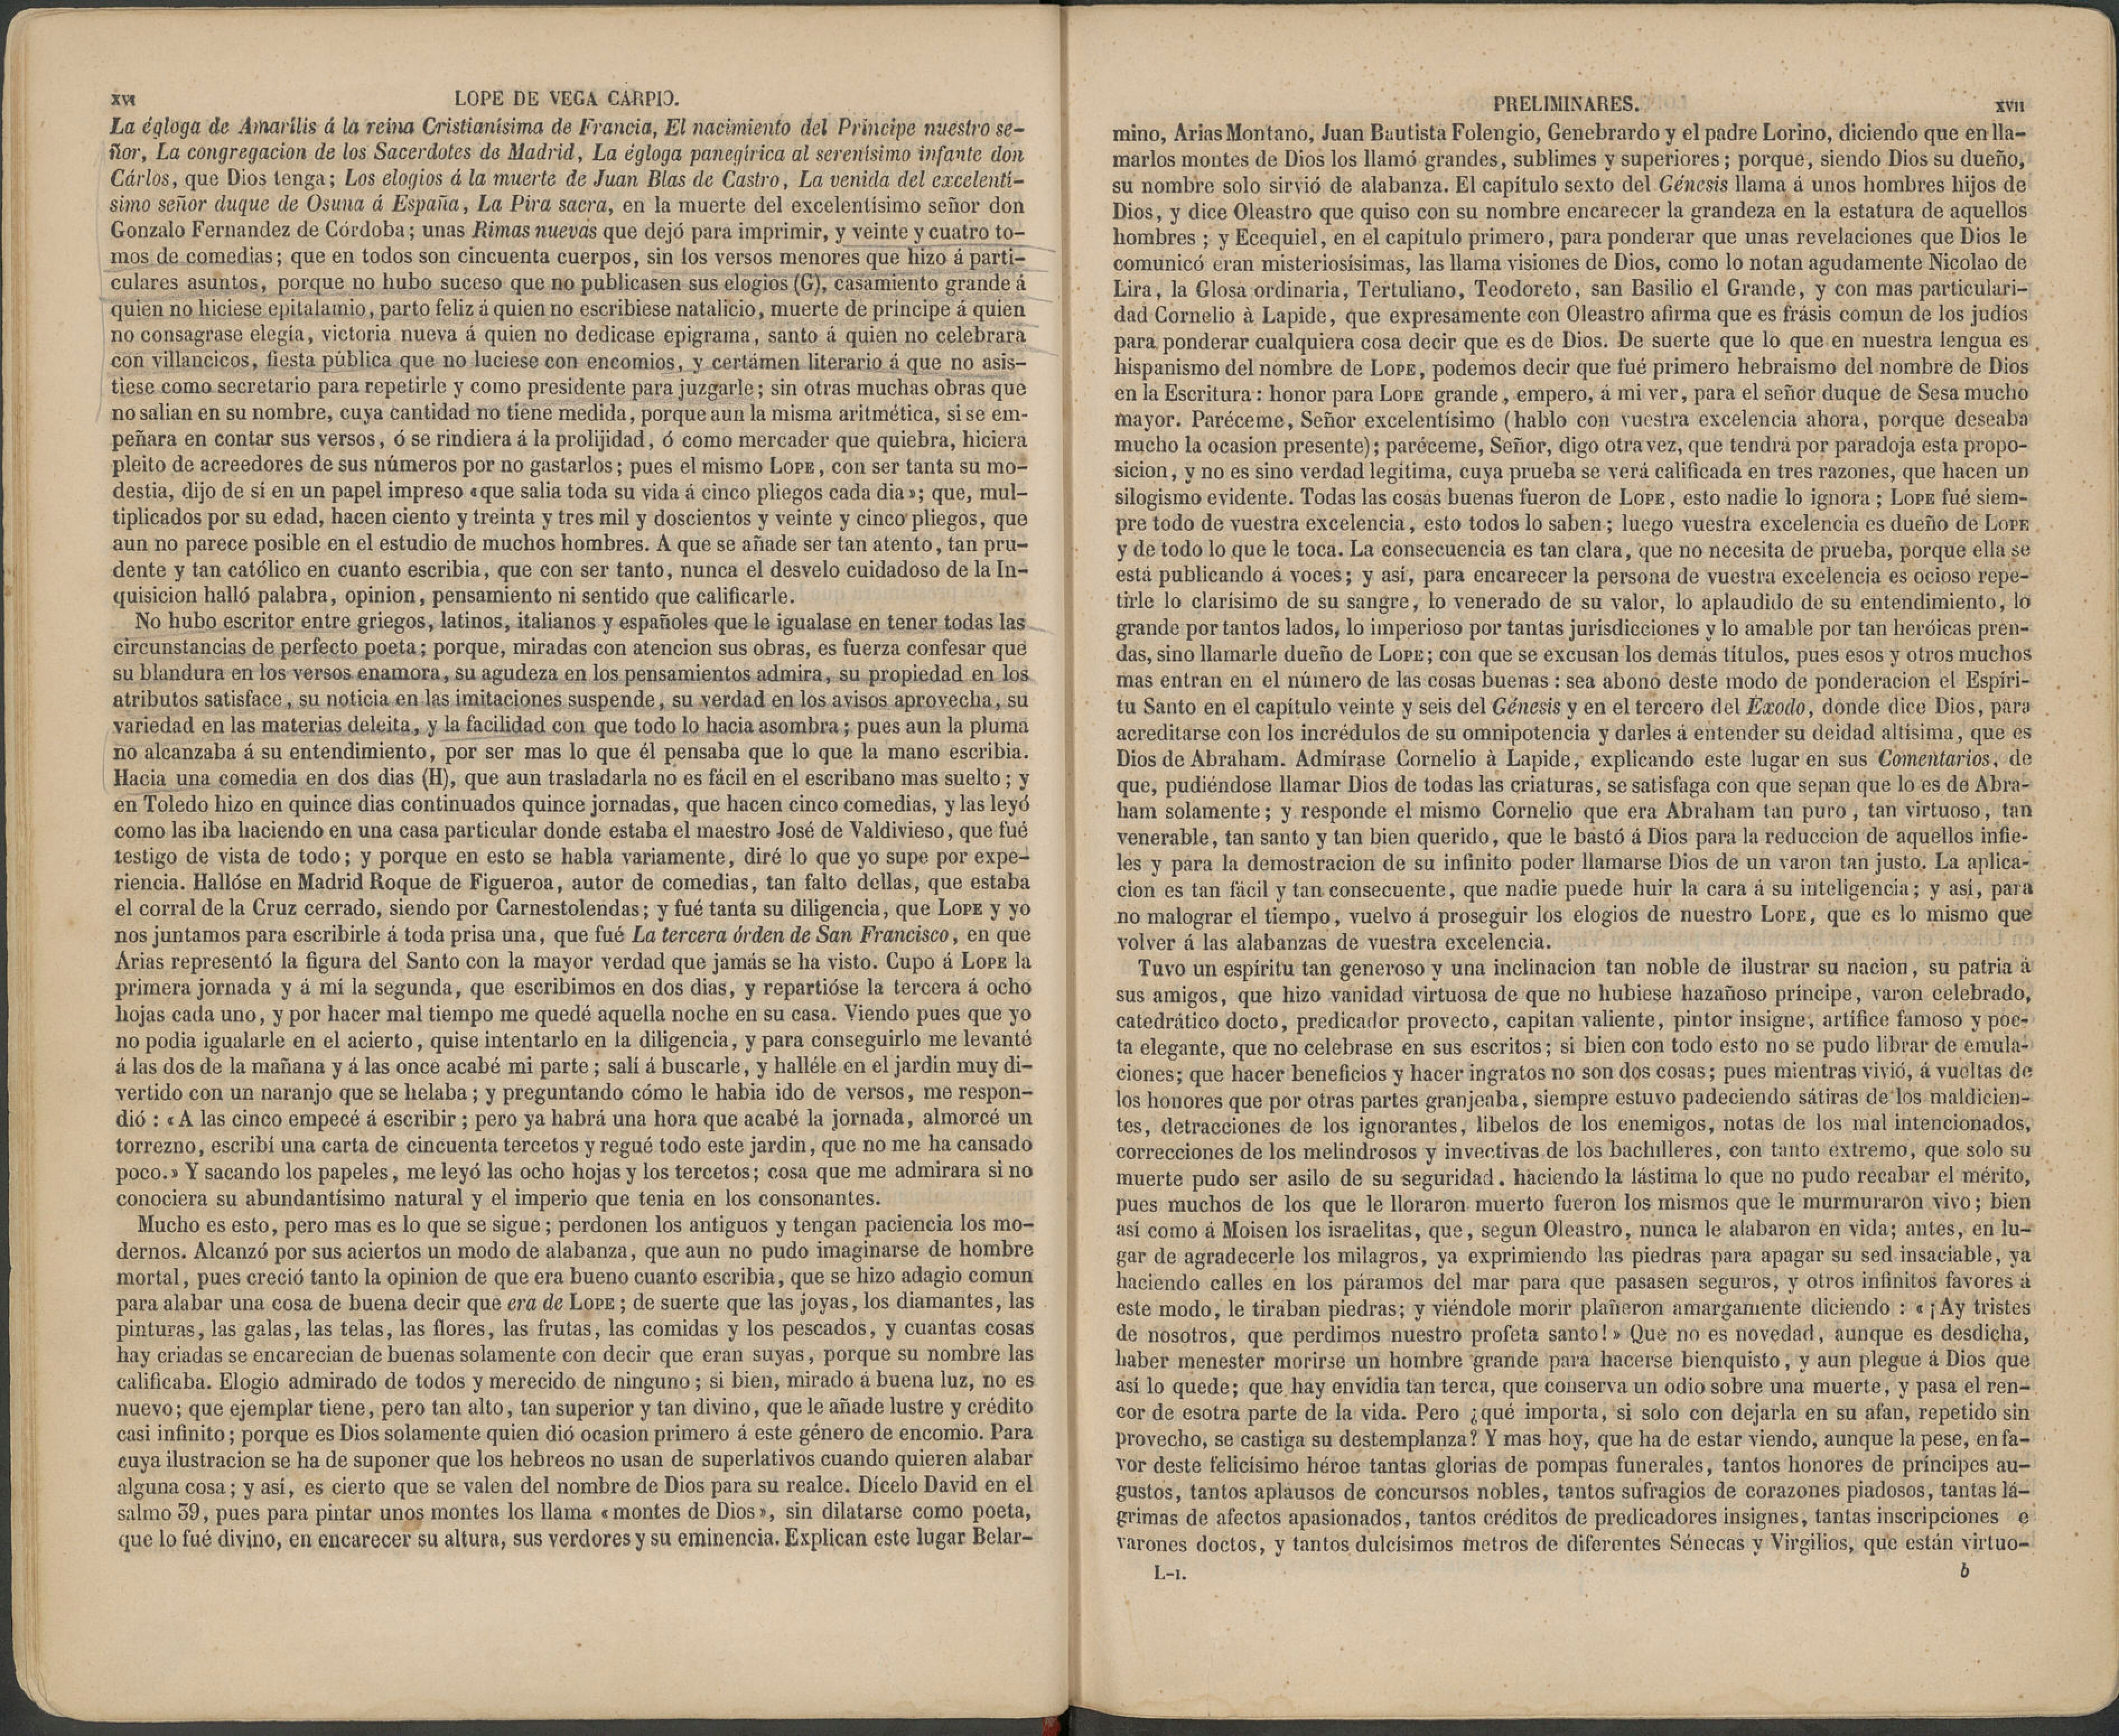 XVI
LOPE DE VEGA CARPIO.
La égloga de Amarílis á la reina Cristianísima de Francia, El nacimiento del Príncipe nuestro se-
ñor, La congregacion de los Sacerdotes de Madrid, La égloga panegírica al serenísimo infante don
Cárlos, que Dios tenga; Los elogios á la muerte de Juan Blas de Castro, La venida del excelentí-
simo señor duque de Osuna á España, La Pira sacra, en la muerte del excelentísimo señor don
Gonzalo Fernandez de Córdoba; unas Rimas nuevas que dejó para imprimir, y veinte y cuatro to-
mos de comedias; que en todos son cincuenta cuerpos, sin los versos menores que hizo á parti-
culares asuntos, porque no hubo suceso que no publicasen sus elogios (G), casamiento grande á
quien no hiciese epitalamio, parto feliz á quien no escribiese natalicio, muerte de príncipe á quien
no consagrase elegía, victoria nueva á quien no dedicase epigrama, santo á quien no celebrara
con villancicos, fiesta pública que no luciese con encomios, y certámen literario á que no asis-
tiese como secretario para repetirle y como presidente para juzgarle; sin otras muchas obras que
no salian en su nombre, cuya cantidad no tiene medida, porque aun la misma aritmética, si se em-
peñara en contar sus versos, ó se rindiera á la prolijidad, ó como mercader que quiebra, hiciera
pleito de acreedores de sus números por no gastarlos; pues el mismo LOPE, con ser tanta su mo-
destia, dijo de sí en un papel impreso «que salia toda su vida á cinco pliegos cada dia»; que, mul-
tiplicados por su edad, hacen ciento y treinta y tres mil y doscientos y veinte y cinco pliegos, que
aun no parece posible en el estudio de muchos hombres. A que se añade ser tan atento, tan pru-
dente y tan católico en cuanto escribia, que con ser tanto, nunca el desvelo cuidadoso de la In-
quisicion halló palabra, opinion, pensamiento ni sentido que calificarle.
No hubo escritor entre griegos, latinos, italianos y españoles que le igualase en tener todas las
circunstancias de perfecto poeta; porque, miradas con atencion sus obras, es fuerza confesar que
su blandura en los versos enamora, su agudeza en los pensamientos admira, su propiedad en los
atributos satisface, su noticia en las imitaciones suspende, su verdad en los avisos aprovecha, su
variedad en las materias deleita, y la facilidad con que todo lo hacia asombra; pues aun la pluma
no alcanzaba á su entendimiento, por ser mas lo que él pensaba que lo que la mano escribia.
Hacia una comedia en dos dias (H), que aun trasladarla no es fácil en el escribano mas suelto; y
en Toledo hizo en quince dias continuados quince jornadas, que hacen cinco comedias, y las leyó
como las iba haciendo en una casa particular donde estaba el maestro José de Valdivieso, que fué
testigo de vista de todo; y porque en esto se habla variamente, diré lo que yo supe por expe-
riencia. Hallóse en Madrid Roque de Figueroa, autor de comedias, tan falto dellas, que estaba
el corral de la Cruz cerrado, siendo por Carnestolendas; y fué tanta su diligencia, que LOPE y yo
nos juntamos para escribirle á toda prisa una, que fué La tercera órden de San Francisco, en que
Arias representó la figura del Santo con la mayor verdad que jamás se ha visto. Cupo á LOPE la
primera jornada y á mí la segunda, que escribimos en dos dias, y repartióse la tercera á ocho
hojas cada uno, y por hacer mal tiempo me quedé aquella noche en su casa. Viendo pues que yo
no podia igualarle en el acierto, quise intentarlo en la diligencia, y para conseguirlo me levanté
á las dos de la mañana y á las once acabé mi parte; salí á buscarle, y halléle en el jardin muy di-
vertido con un naranjo que se helaba; y preguntando cómo le habia ido de versos, me respon-
dió : «A las cinco empecé á escribir; pero ya habrá una hora que acabé la jornada, almorcé un
torrezno, escribí una carta de cincuenta tercetos y regué todo este jardin, que no me ha cansado
poco.» Y sacando los papeles, me leyó las ocho hojas y los tercetos; cosa que me admirara si no
conociera su abundantísimo natural y el imperio que tenia en los consonantes.
Mucho es esto, pero mas es lo que se sigue; perdonen los antiguos y tengan paciencia los mo-
dernos. Alcanzó por sus aciertos un modo de alabanza, que aun no pudo imaginarse de hombre
mortal, pues creció tanto la opinion de que era bueno cuanto escribia, que se hizo adagio comun
para alabar una cosa de buena decir que era de LOPE; de suerte que las joyas, los diamantes, las
pinturas, las galas, las telas, las flores, las frutas, las comidas y los pescados, y cuantas cosas
hay criadas se encarecian de buenas solamente con decir que eran suyas, porque su nombre las
calificaba. Elogio admirado de todos y merecido de ninguno; si bien, mirado á buena luz, no es
nuevo; que ejemplar tiene, pero tan alto, tan superior y tan divino, que le añade lustre y crédito
casi infinito; porque es Dios solamente quien dió ocasion primero á este género de encomio. Para
cuya ilustracion se ha de suponer que los hebreos no usan de superlativos cuando quieren alabar
alguna cosa; y así, es cierto que se valen del nombre de Dios para su realce. Dícelo David en el
salmo 39, pues para pintar unos montes los llama «montes de Dios», sin dilatarse como poeta,
que lo fué divino, en encarecer su altura, sus verdores y su eminencia. Explican este lugar Belar-
PRELIMINARES.
XVII
mino, Arias Montano, Juan Bautista Folengio, Genebrardo y el padre Lorino, diciendo que en lla-
marlos montes de Dios los llamó grandes, sublimes y superiores; porque, siendo Dios su dueño,
su nombre solo sirvió de alabanza. El capítulo sexto del Génesis llama á unos hombres hijos de
Dios, y dice Oleastro que quiso con su nombre encarecer la grandeza en la estatura de aquellos
hombres ; y Ecequiel, en el capítulo primero, para ponderar que unas revelaciones que Dios le
comunicó eran misteriosísimas, las llama visiones de Dios, como lo notan agudamente Nicolao de
Lira, la Glosa ordinaria, Tertuliano, Teodoreto, san Basilio el Grande, y con mas particulari-
dad Cornelio à Lapide, que expresamente con Oleastro afirma que es frásis comun de los judíos
para ponderar cualquiera cosa decir que es de Dios. De suerte que lo que en nuestra lengua es
hispanismo del nombre de LOPE, podemos decir que fué primero hebraismo del nombre de Dios
en la Escritura: honor para LOPE grande, empero, á mi ver, para el señor duque de Sesa mucho
mayor. Paréceme, Señor excelentísimo (hablo con vuestra excelencia ahora, porque deseaba
mucho la ocasion presente); paréceme, Señor, digo otra vez, que tendrá por paradoja esta propo-
sicion, y no es sino verdad legítima, cuya prueba se verá calificada en tres razones, que hacen un
silogismo evidente. Todas las cosas buenas fueron de LOPE, esto nadie lo ignora; LOPE fué siem-
pre todo de vuestra excelencia, esto todos lo saben; luego vuestra excelencia es dueño de LOPE
y de todo lo que le toca. La consecuencia es tan clara, que no necesita de prueba, porque ella se
está publicando á voces; y así, para encarecer la persona de vuestra excelencia es ocioso repe-
tirle lo clarísimo de su sangre, lo venerado de su valor, lo aplaudido de su entendimiento, lo
grande por tantos lados, lo imperioso por tantas jurisdicciones y lo amable por tan heróicas pren-
das, sino llamarle dueño de LOPE; con que se excusan los demás títulos, pues esos y otros muchos
mas entran en el número de las cosas buenas : sea abono deste modo de ponderacion el Espíri-
tu Santo en el capítulo veinte y seis del Génesis y en el tercero del Éxodo, donde dice Dios, para
acreditarse con los incrédulos de su omnipotencia y darles á entender su deidad altísima, que es
Dios de Abraham. Admírase Cornelio à Lapide, explicando este lugar en sus Comentarios, de
que, pudiéndose llamar Dios de todas las criaturas, se satisfaga con que sepan que lo es de Abra-
ham solamente; y responde el mismo Cornelio que era Abraham tan puro, tan virtuoso, tan
venerable, tan santo y tan bien querido, que le bastó á Dios para la reduccion de aquellos infie-
les y para la demostracion de su infinito poder llamarse Dios de un varon tan justo. La aplica-
cion es tan fácil y tan consecuente, que nadie puede huir la cara á su inteligencia; y así, para
no malograr el tiempo, vuelvo á proseguir los elogios de nuestro LOPE, que es lo mismo que
volver á las alabanzas de vuestra excelencia.
Tuvo un espíritu tan generoso y una inclinacion tan noble de ilustrar su nacion, su patria á
sus amigos, que hizo vanidad virtuosa de que no hubiese hazañoso príncipe, varon celebrado,
catedrático docto, predicador provecto, capitan valiente, pintor insigne, artífice famoso y poe-
ta elegante, que no celebrase en sus escritos; si bien con todo esto no se pudo librar de emula-
ciones; que hacer beneficios y hacer ingratos no son dos cosas; pues mientras vivió, á vueltas de
los honores que por otras partes granjeaba, siempre estuvo padeciendo sátiras de los maldicien-
tes, detracciones de los ignorantes, libelos de los enemigos, notas de los mal intencionados,
correcciones de los melindrosos y invectivas de los bachilleres, con tanto extremo, que solo su
muerte pudo ser asilo de su seguridad, haciendo la lástima lo que no pudo recabar el mérito,
pues muchos de los que le lloraron muerto fueron los mismos que le murmuraron vivo; bien
así como á Moisen los israelitas, que, segun Oleastro, nunca le alabaron en vida; antes, en lu-
gar de agradecerle los milagros, ya exprimiendo las piedras para apagar su sed insaciable, ya
haciendo calles en los páramos del mar para que pasasen seguros, y otros infinitos favores á
este modo, le tiraban piedras; y viéndole morir plañeron amargamente diciendo : «¡Ay tristes
de nosotros, que perdimos nuestro profeta santo!» Que no es novedad, aunque es desdicha,
haber menester morirse un hombre grande para hacerse bienquisto, y aun plegue á Dios que
así lo quede; que hay envidia tan terca, que conserva un odio sobre una muerte, y pasa el ren-
cor de esotra parte de la vida. Pero ¿qué importa, si solo con dejarla en su afan, repetido sin
provecho, se castiga su destemplanza? Y mas hoy, que ha de estar viendo, aunque la pese, en fa-
vor deste felicísimo héroe tantas glorias de pompas funerales, tantos honores de príncipes au-
gustos, tantos aplausos de concursos nobles, tantos sufragios de corazones piadosos, tantas lá-
grimas de afectos apasionados, tantos créditos de predicadores insignes, tantas inscripciones e
varones doctos, y tantos dulcísimos metros de diferentes Sénecas y Virgilios, que están virtuo-
L-I.
b